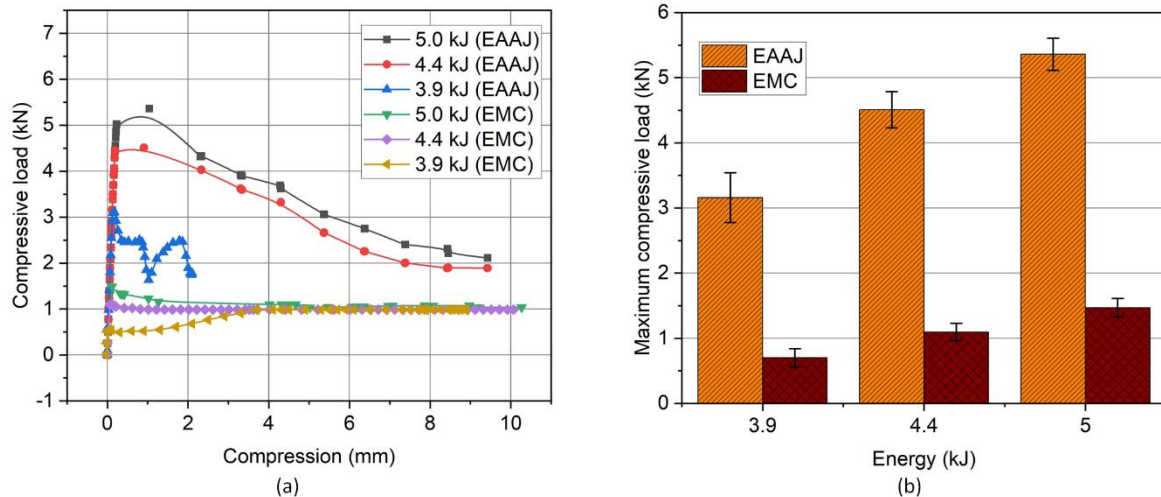 7
6
5
4
3
2
1
0
-1
Compressive load (kN)
5.0 kJ (EAAJ)
4.4 kJ (EAAJ)
3.9 kJ (EAAJ)
5.0 kJ (EMC)
4.4 kJ (EMC)
3.9 kJ (EMC)
0 2 4 6 8 10
Compression (mm)
(a)
6
5
4
3
2
1
0
Maximum compressive load (kN)
EAAJ
EMC
3.9 4.4 5
Energy (kJ)
(b)